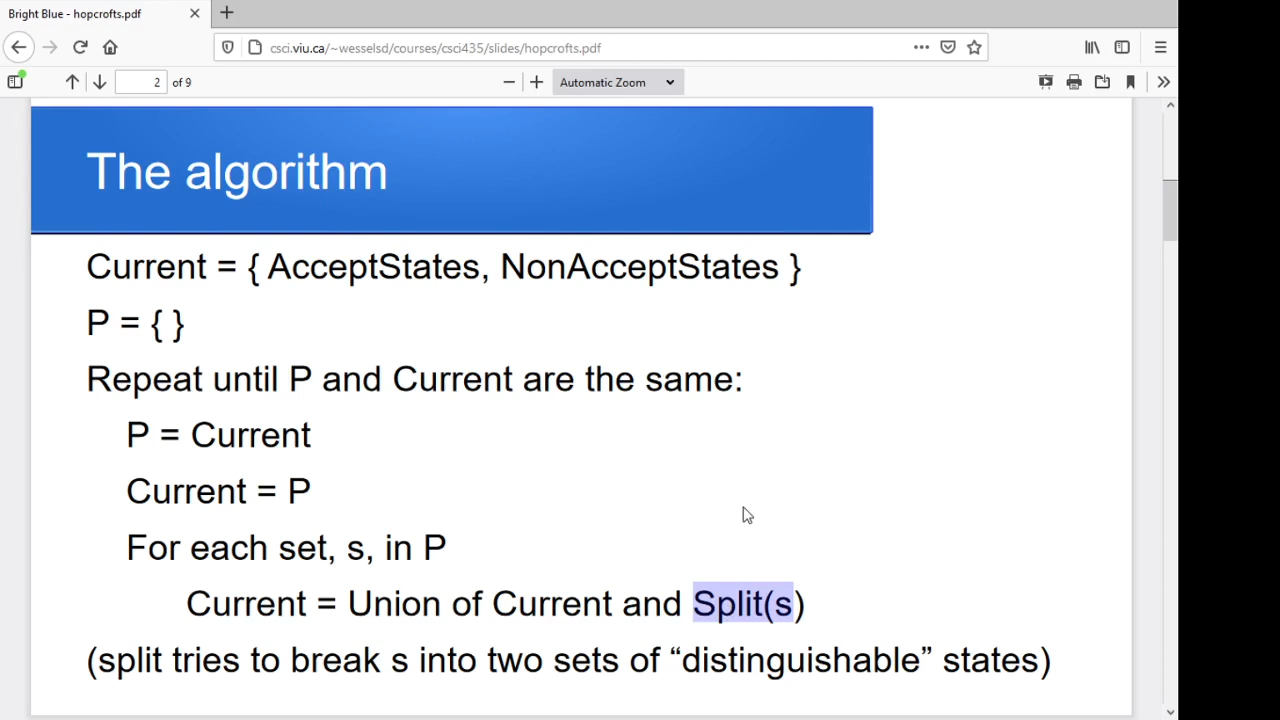 Bright Blue - hopcrofts.pdf
csci.viu.ca/~wesselsd/courses/csci435/slides/hopcrofts.pdf
2 of 9
Automatic Zoom
The algorithm
Current = { AcceptStates, NonAcceptStates }
P = { }
Repeat until P and Current are the same:
P = Current
Current = P
For each set, s, in P
Current = Union of Current and Split(s)
(split tries to break s into two sets of “distinguishable” states)